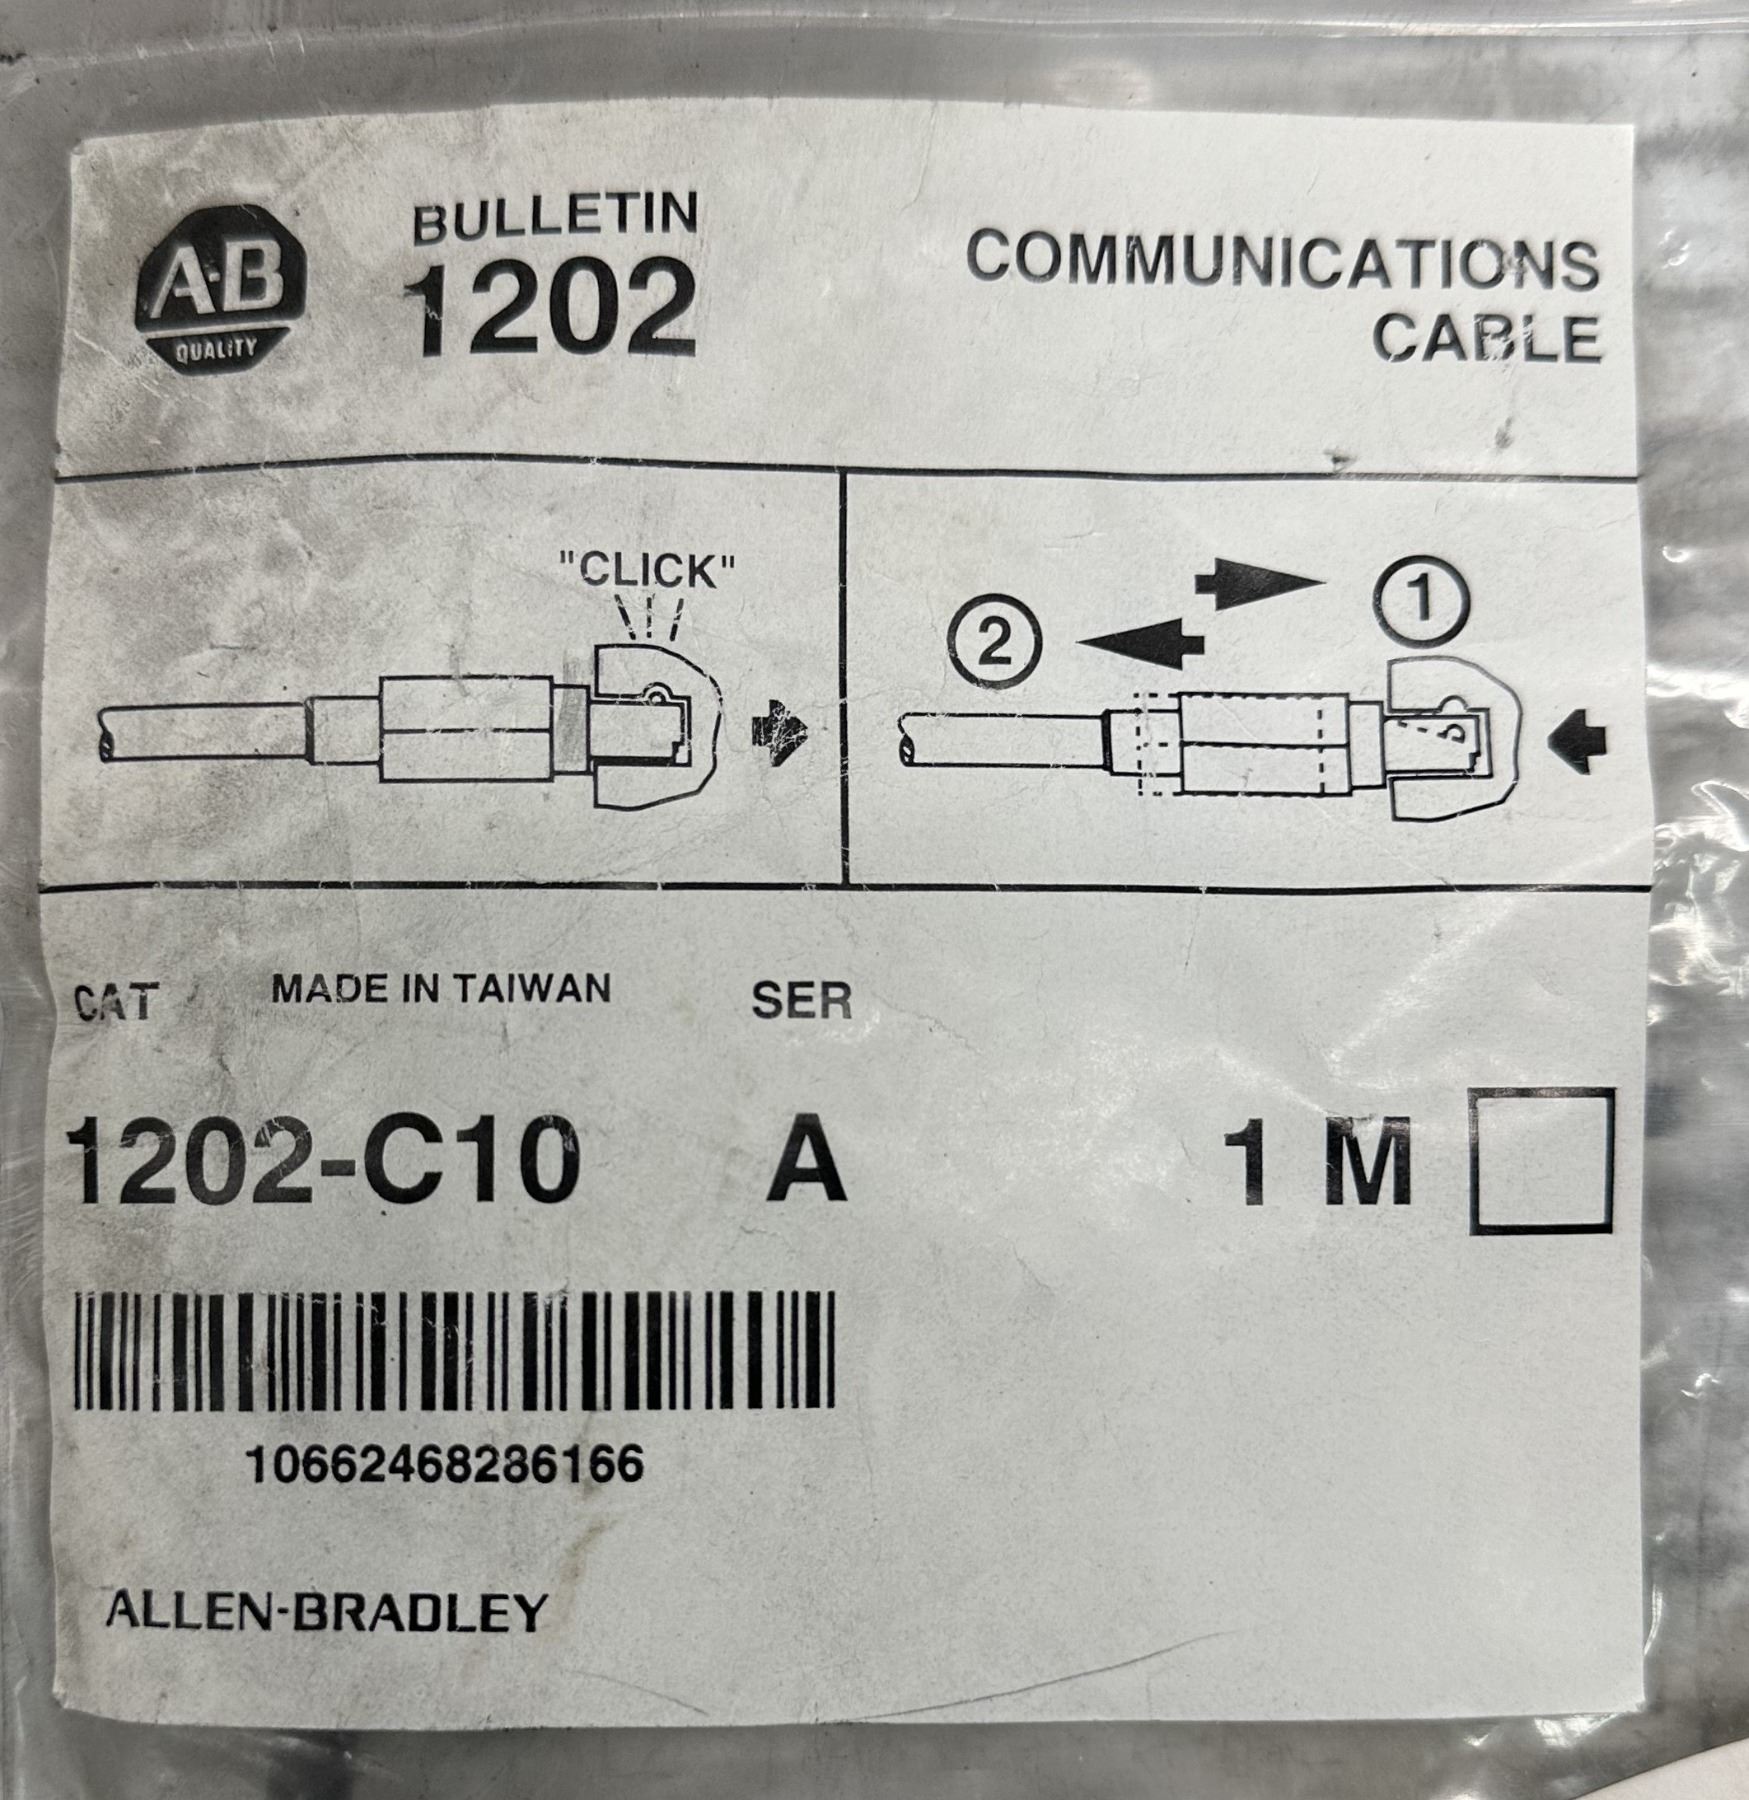 A-B
QUALITY
BULLETIN
1202
COMMUNICATIONS
CABLE
"CLICK"
2
1
CAT MADE IN TAIWAN SER
1202-C10 A 1 M
10662468286166
ALLEN-BRADLEY